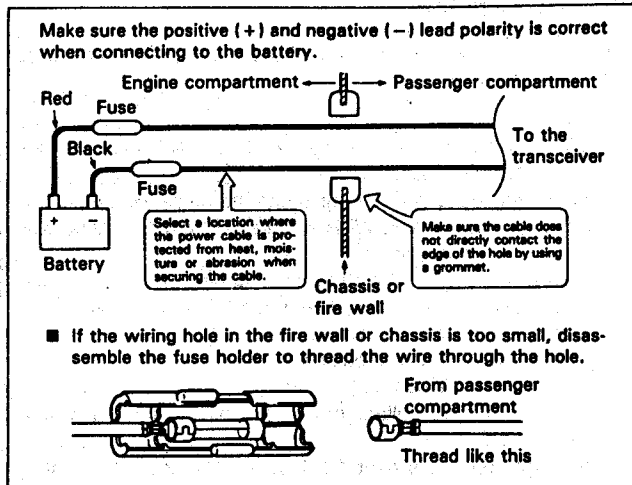 Make sure the positive (+) and negative (−) lead polarity is correct
when connecting to the battery.
Engine compartment
Passenger compartment
Red
Fuse
To the
transceiver
Black
Fuse
+ −
Battery
Select a location where
the power cable is pro-
tected from heat, mois-
ture or abrasion when
securing the cable.
Make sure the cable does
not directly contact the
edge of the hole by using
a grommet.
Chassis or
fire wall
■ If the wiring hole in the fire wall or chassis is too small, disas-
semble the fuse holder to thread the wire through the hole.
From passenger
compartment
Thread like this